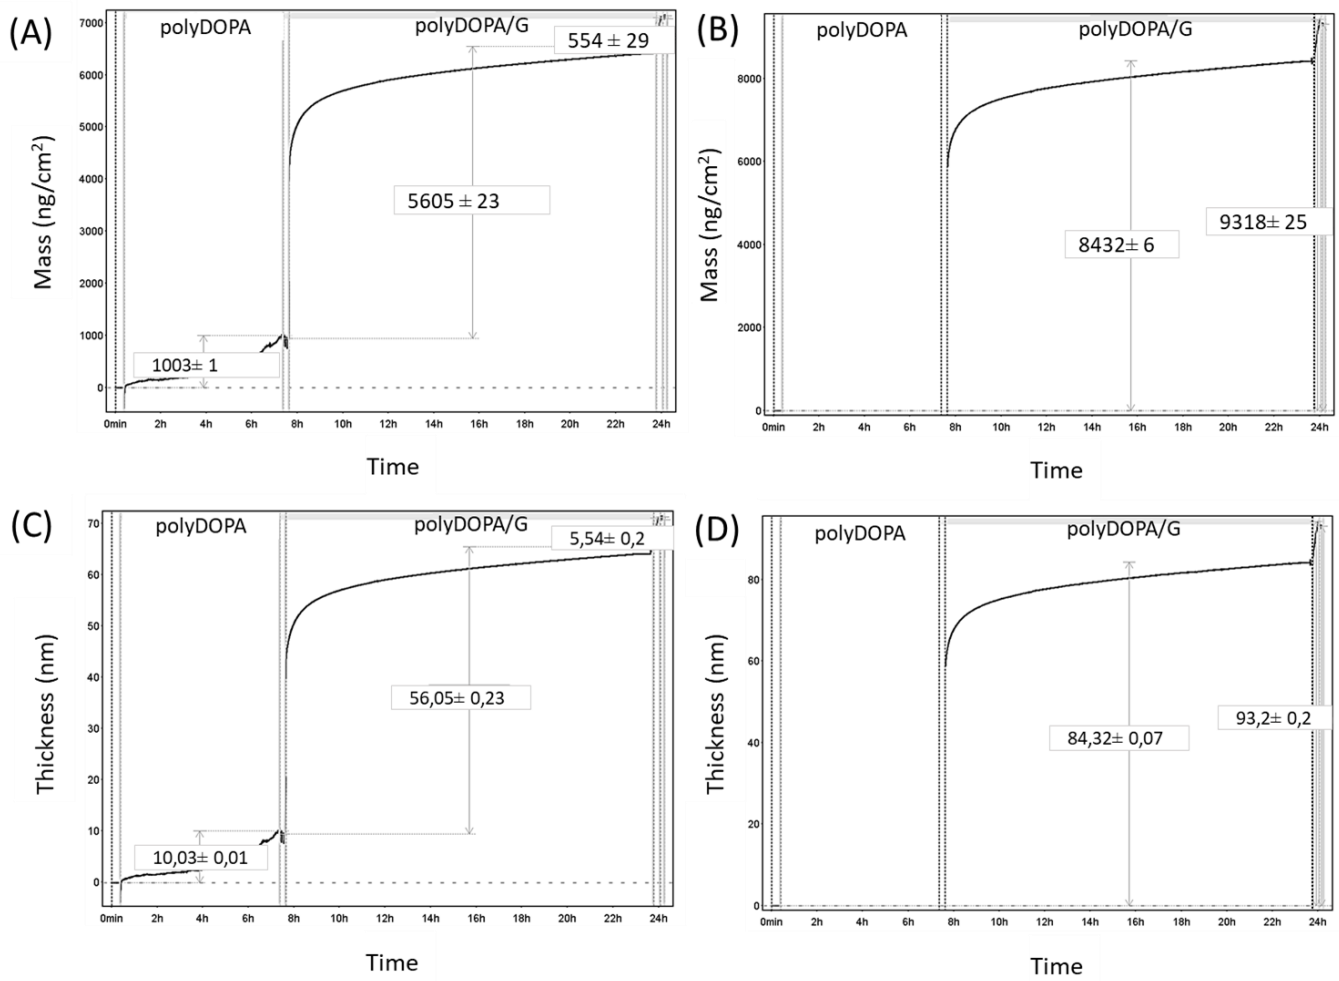 (A)
polyDOPA
polyDOPA/G
554 ± 29
7000
6000
5000
4000
3000
2000
1000
0
Mass (ng/cm²)
5605 ± 23
1003± 1
0min 2h 4h 6h 8h 10h 12h 14h 16h 18h 20h 22h 24h
Time
(B)
polyDOPA
polyDOPA/G
8000
6000
4000
2000
0
Mass (ng/cm²)
9318± 25
8432± 6
0min 2h 4h 6h 8h 10h 12h 14h 16h 18h 20h 22h 24h
Time
(C)
polyDOPA
polyDOPA/G
5,54± 0,2
70
60
50
40
30
20
10
0
Thickness (nm)
56,05± 0,23
10,03± 0,01
0min 2h 4h 6h 8h 10h 12h 14h 16h 18h 20h 22h 24h
Time
(D)
polyDOPA
polyDOPA/G
80
60
40
20
0
Thickness (nm)
93,2± 0,2
84,32± 0,07
0min 2h 4h 6h 8h 10h 12h 14h 16h 18h 20h 22h 24h
Time